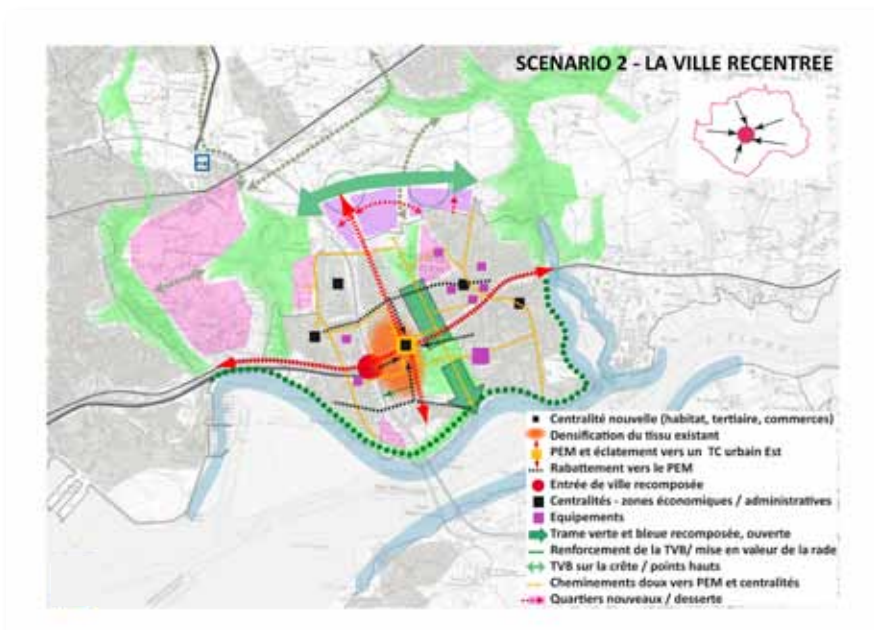 SCENARIO 2 - LA VILLE RECENTREE
Centralité nouvelle (habitat, tertiaire, commerces)
Densification du tissu existant
PEM et éclatement vers un TC urbain Est
Rabattement vers le PEM
Entrée de ville recomposée
Centralités - zones économiques / administratives
Equipements
Trame verte et bleue recomposée, ouverte
Renforcement de la TVB/ mise en valeur de la rade
TVB sur la crête / points hauts
Cheminements doux vers PEM et centralités
Quartiers nouveaux / desserte